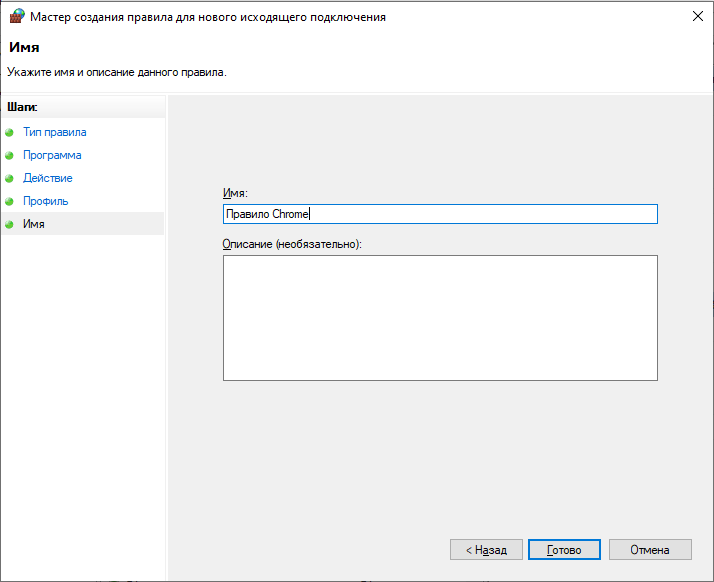 Мастер создания правила для нового исходящего подключения
Имя
Укажите имя и описание данного правила.
Шаги:
Тип правила
Программа
Действие
Профиль
Имя
Имя:
Правило Chrome
Описание (необязательно):
< Назад Готово Отмена